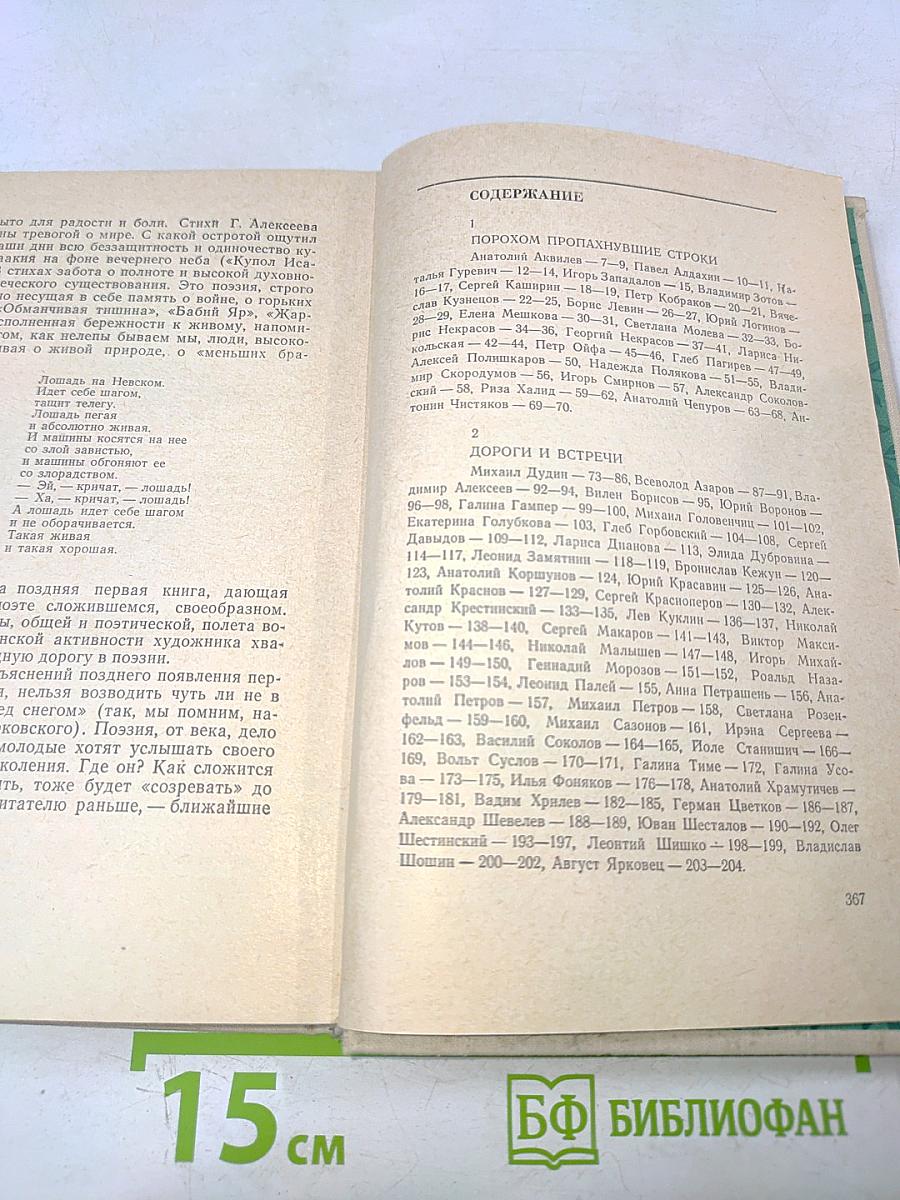 ыто для радости и боли. Стихи Г. Алексеева
ны тревогой о мире. С какой остротой ощутил
аши дни всю беззащитность и одиночество ку-
аакия на фоне вечернего неба («Купол Иса-
стихах забота о полноте и высокой духовно-
еческого существования. Это поэзия, строго
но несущая в себе память о войне, о горьких
«Обманчивая тишина», «Бабий Яр», «Жар-
сполненная бережности к живому, напоми-
том, как нелепы бываем мы, люди, высоко-
ивая о живой природе, о «меньших бра-
Лошадь на Невском.
Идет себе шагом,
тащит телегу.
Лошадь пегая
и абсолютно живая.
И машины косятся на нее
со злой завистью,
и машины обгоняют ее
со злорадством.
— Эй, — кричат, — лошадь!
— Ха, — кричат, — лошадь!
А лошадь идет себе шагом
и не оборачивается.
Такая живая
и такая хорошая.
а поздняя первая книга, дающая
поэте сложившемся, своеобразном.
ы, общей и поэтической, полета во-
нской активности художника хва-
дную дорогу в поэзии.
ъяснений позднего появления пер-
и, нельзя возводить чуть ли не в
ед снегом» (так, мы помним, на-
рковского). Поэзия, от века, дело
молодые хотят услышать своего
коления. Где он? Как сложится
ить, тоже будет «созревать» до
итателю раньше, — ближайшие
СОДЕРЖАНИЕ
1
ПОРОХОМ ПРОПАХНУВШИЕ СТРОКИ
Анатолий Аквилев — 7—9, Павел Алдахин — 10—11, На-
талья Гуревич — 12—14, Игорь Западалов — 15, Владимир Зотов —
16—17, Сергей Каширин — 18—19, Петр Кобраков — 20—21, Вяче-
слав Кузнецов — 22—25, Борис Левин — 26—27, Юрий Логинов —
28—29, Елена Мешкова — 30—31, Светлана Молева — 32—33, Бо-
рис Некрасов — 34—36, Георгий Некрасов — 37—41, Лариса Ни-
кольская — 42—44, Петр Ойфа — 45—46, Глеб Пагирев — 47—49,
Алексей Полишкаров — 50, Надежда Полякова — 51—55, Влади-
мир Скородумов — 56, Игорь Смирнов — 57, Александр Соколов-
ский — 58, Риза Халид — 59—62, Анатолий Чепуров — 63—68, Ан-
тонин Чистяков — 69—70.
2
ДОРОГИ И ВСТРЕЧИ
Михаил Дудин — 73—86, Всеволод Азаров — 87—91, Вла-
димир Алексеев — 92—94, Вилен Борисов — 95, Юрий Воронов —
96—98, Галина Гампер — 99—100, Михаил Головенчиц — 101—102,
Екатерина Голубкова — 103, Глеб Горбовский — 104—108, Сергей
Давыдов — 109—112, Лариса Дианова — 113, Элида Дубровина —
114—117, Леонид Замятнин — 118—119, Бронислав Кежун — 120—
123, Анатолий Коршунов — 124, Юрий Красавин — 125—126, Ана-
толий Краснов — 127—129, Сергей Красноперов — 130—132, Алек-
сандр Крестинский — 133—135, Лев Куклин — 136—137, Николай
Кутов — 138—140, Сергей Макаров — 141—143, Виктор Макси-
мов — 144—146, Николай Малышев — 147—148, Игорь Михай-
лов — 149—150, Геннадий Морозов — 151—152, Роальд Наза-
ров — 153—154, Леонид Палей — 155, Анна Петрашень — 156, Ана-
толий Петров — 157, Михаил Петров — 158, Светлана Розен-
фельд — 159—160, Михаил Сазонов — 161, Ирэна Сергеева —
162—163, Василий Соколов — 164—165, Йоле Станишич — 166—
169, Вольт Суслов — 170—171, Галина Тиме — 172, Галина Усо-
ва — 173—175, Илья Фоняков — 176—178, Анатолий Храмутичев —
179—181, Вадим Хрилев — 182—185, Герман Цветков — 186—187,
Александр Шевелев — 188—189, Юван Шесталов — 190—192, Олег
Шестинский — 193—197, Леонтий Шишко — 198—199, Владислав
Шошин — 200—202, Август Ярковец — 203—204.
367
15 см
БФ БИБЛИОФАН